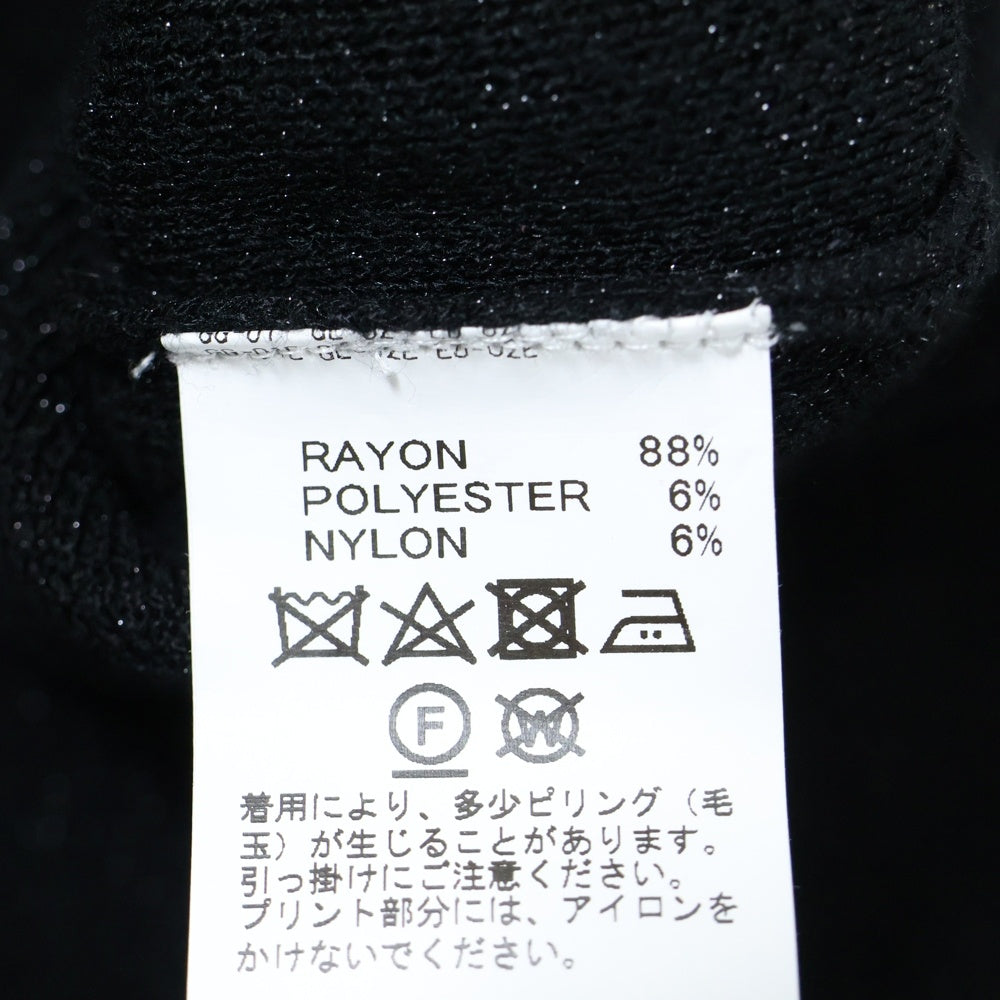 RAYON 88%
POLYESTER 6%
NYLON 6%
F
W
着用により、多少ピリング（毛
玉）が生じることがあります。
引っ掛けにご注意ください。
プリント部分には、アイロンを
かけないでください。